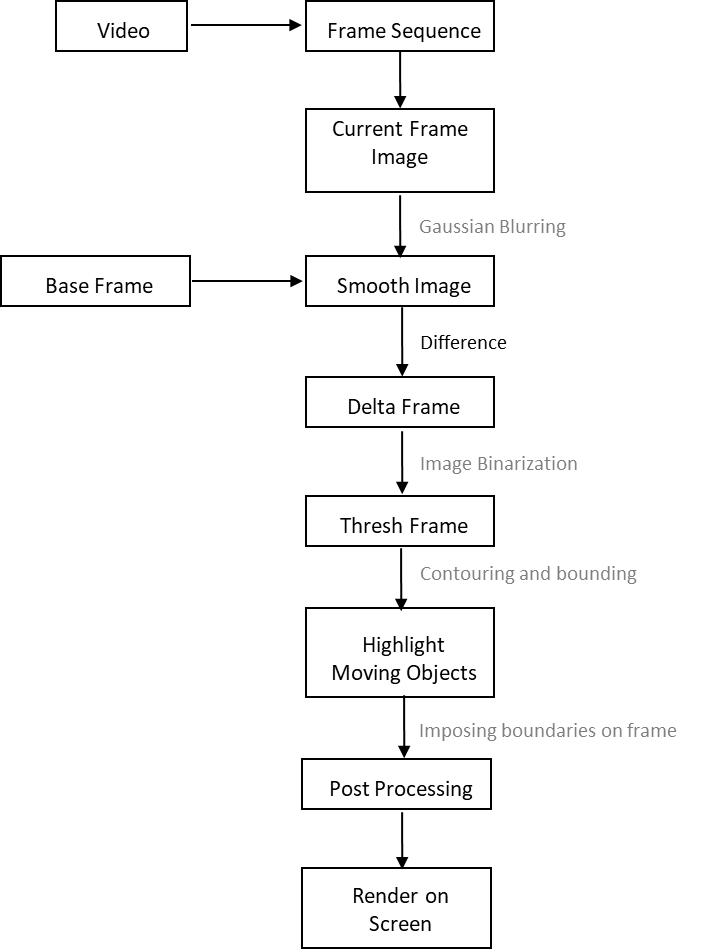 Video
Frame Sequence
Current Frame
Image
Gaussian Blurring
Base Frame
Smooth Image
Difference
Delta Frame
Image Binarization
Thresh Frame
Contouring and bounding
Highlight
Moving Objects
Imposing boundaries on frame
Post Processing
Render on
Screen